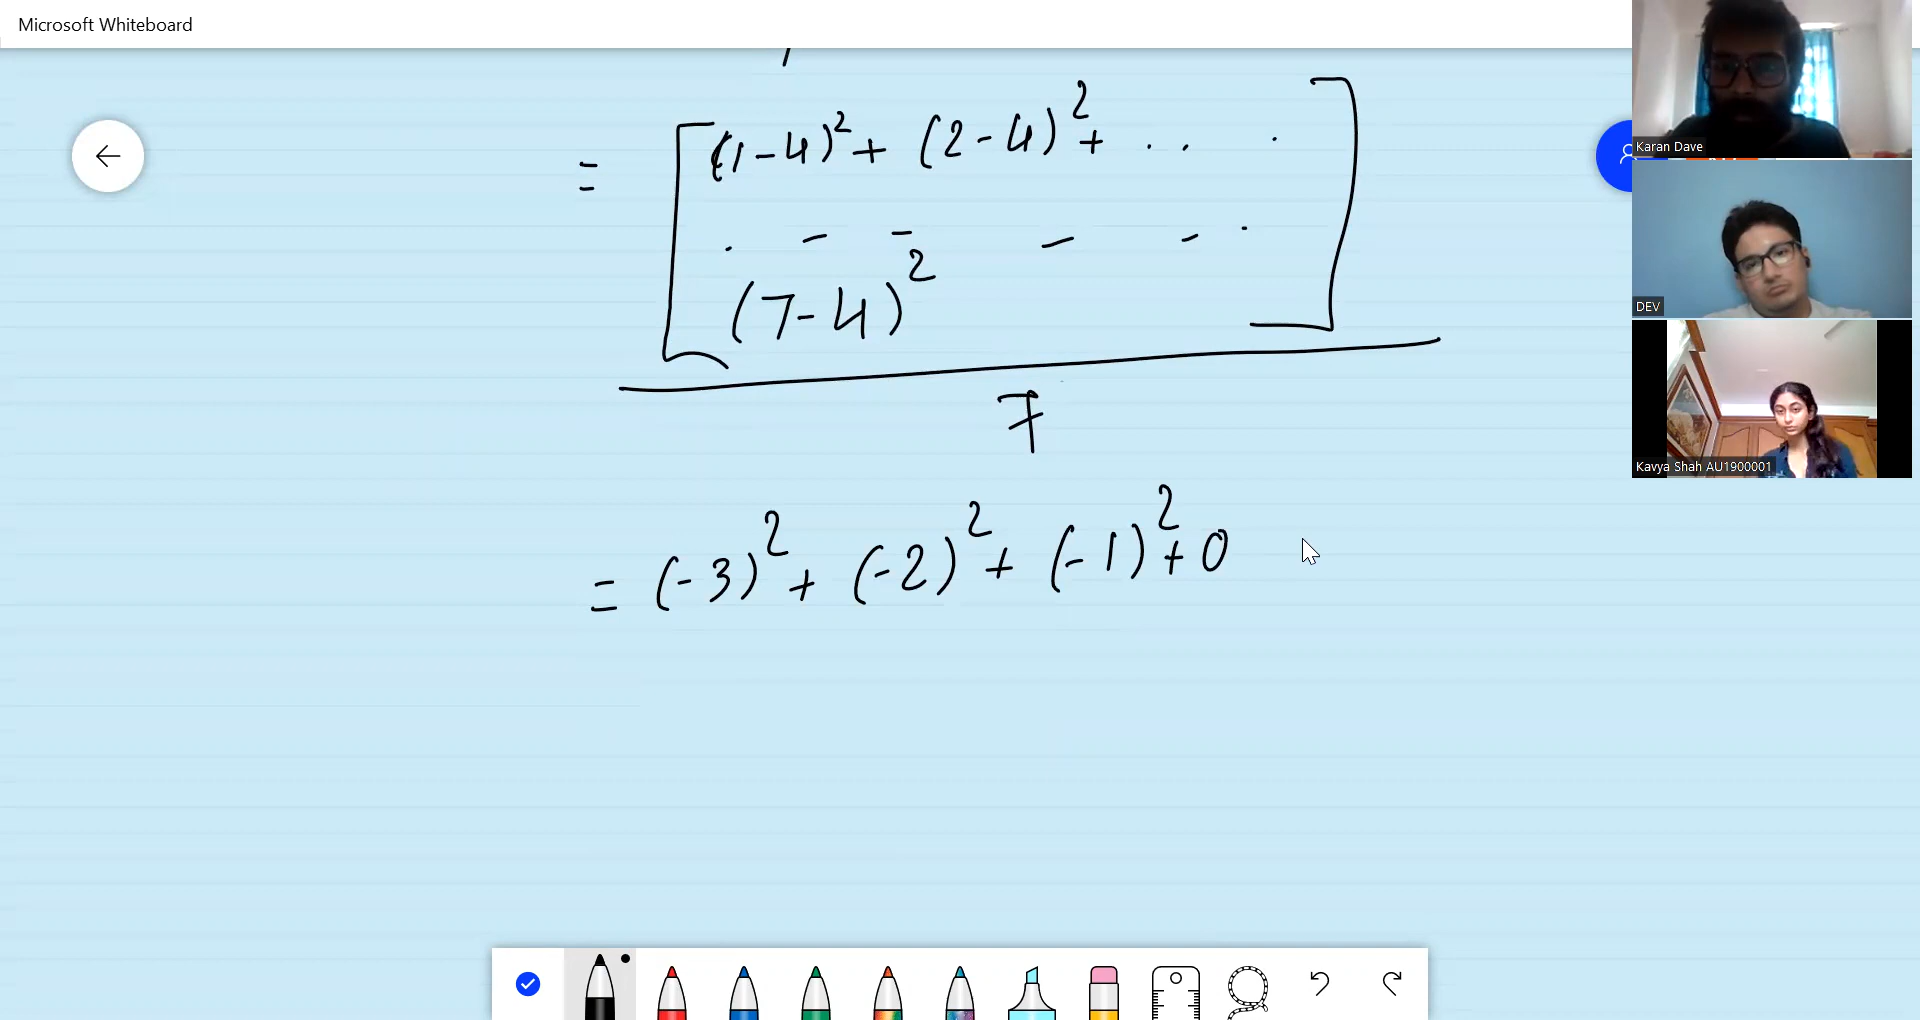 Microsoft Whiteboard
= [(1-4)² + (2-4)² + .. .
. - - - - .
(7-4)²]
7
= (-3)² + (-2)² + (-1)² + 0
Karan Dave
DEV
Kavya Shah AU1900001